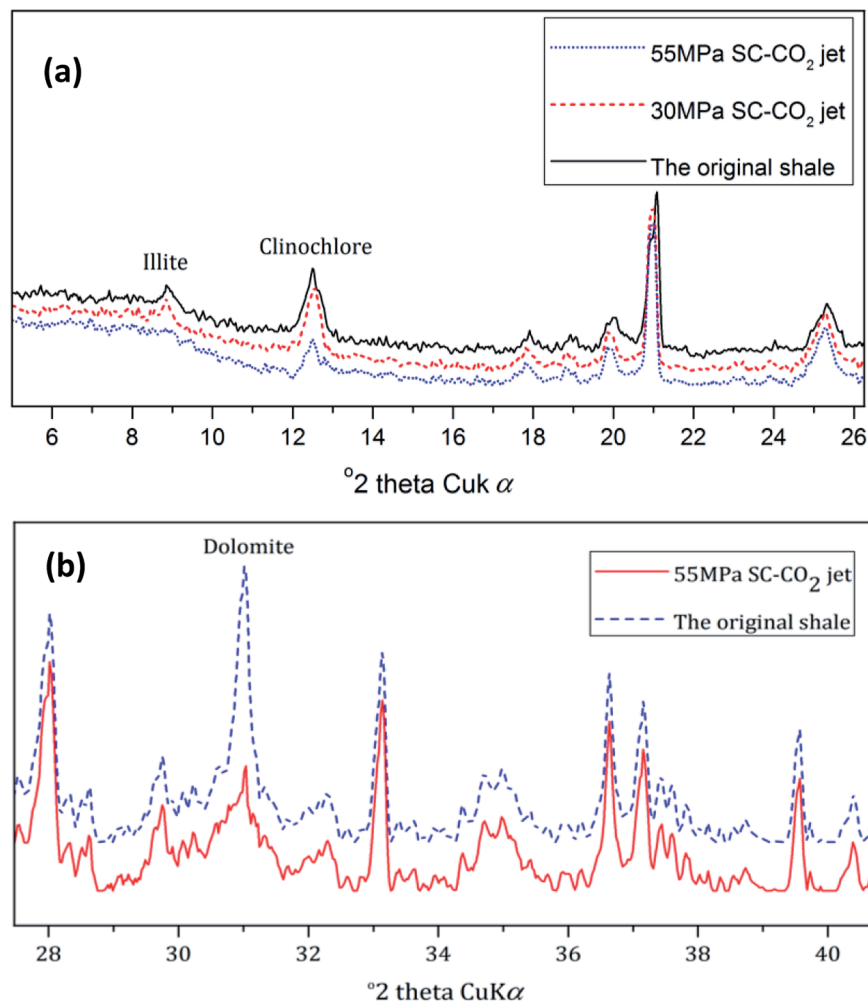 (a)
55MPa SC-CO₂ jet
30MPa SC-CO₂ jet
The original shale
Illite
Clinochlore
6 8 10 12 14 16 18 20 22 24 26
°2 theta Cuk α
(b)
Dolomite
55MPa SC-CO₂ jet
The original shale
28 30 32 34 36 38 40
°2 theta CuKα